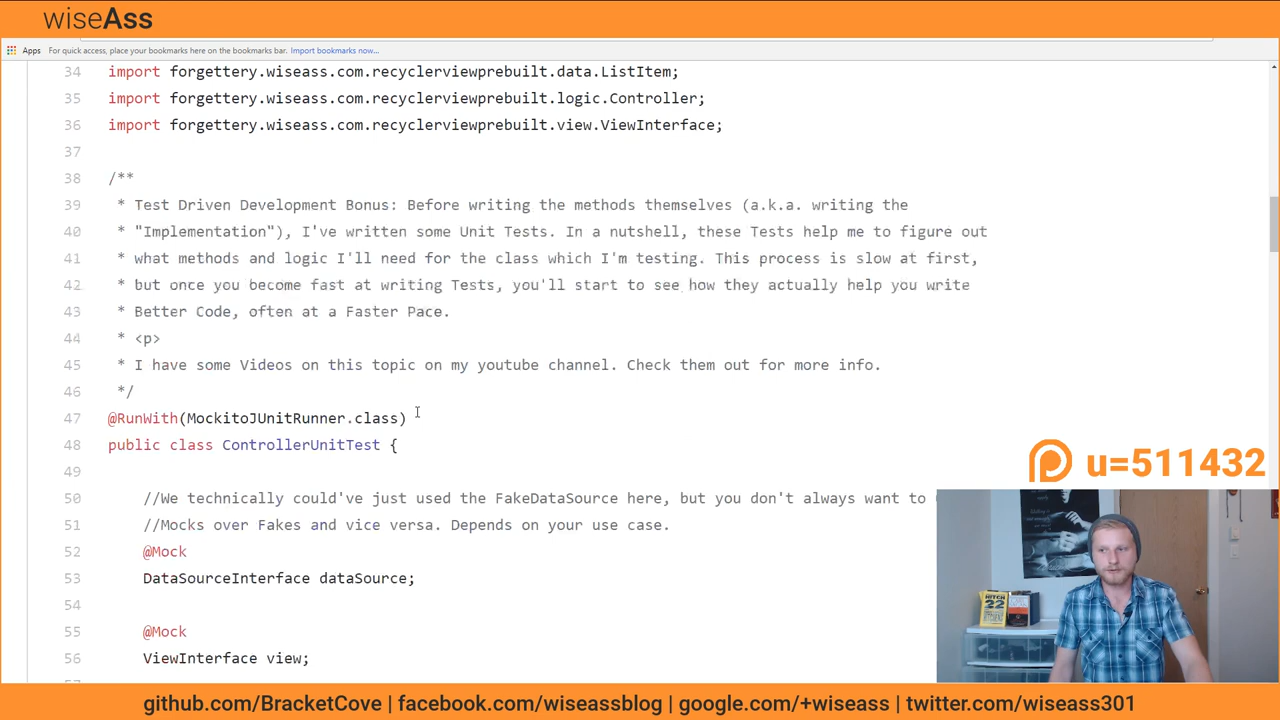 wiseAss
Apps For quick access, place your bookmarks here on the bookmarks bar. Import bookmarks now...
34 import forgettery.wiseass.com.recyclerviewprebuilt.data.ListItem;
35 import forgettery.wiseass.com.recyclerviewprebuilt.logic.Controller;
36 import forgettery.wiseass.com.recyclerviewprebuilt.view.ViewInterface;
37
38 /**
39 * Test Driven Development Bonus: Before writing the methods themselves (a.k.a. writing the
40 * "Implementation"), I've written some Unit Tests. In a nutshell, these Tests help me to figure out
41 * what methods and logic I'll need for the class which I'm testing. This process is slow at first,
42 * but once you become fast at writing Tests, you'll start to see how they actually help you write
43 * Better Code, often at a Faster Pace.
44 * <p>
45 * I have some Videos on this topic on my youtube channel. Check them out for more info.
46 */
47 @RunWith(MockitoJUnitRunner.class)
48 public class ControllerUnitTest {
49
50 //We technically could've just used the FakeDataSource here, but you don't always want to
51 //Mocks over Fakes and vice versa. Depends on your use case.
52 @Mock
53 DataSourceInterface dataSource;
54
55 @Mock
56 ViewInterface view;
u=511432
HITCH
22
github.com/BracketCove | facebook.com/wiseassblog | google.com/+wiseass | twitter.com/wiseass301